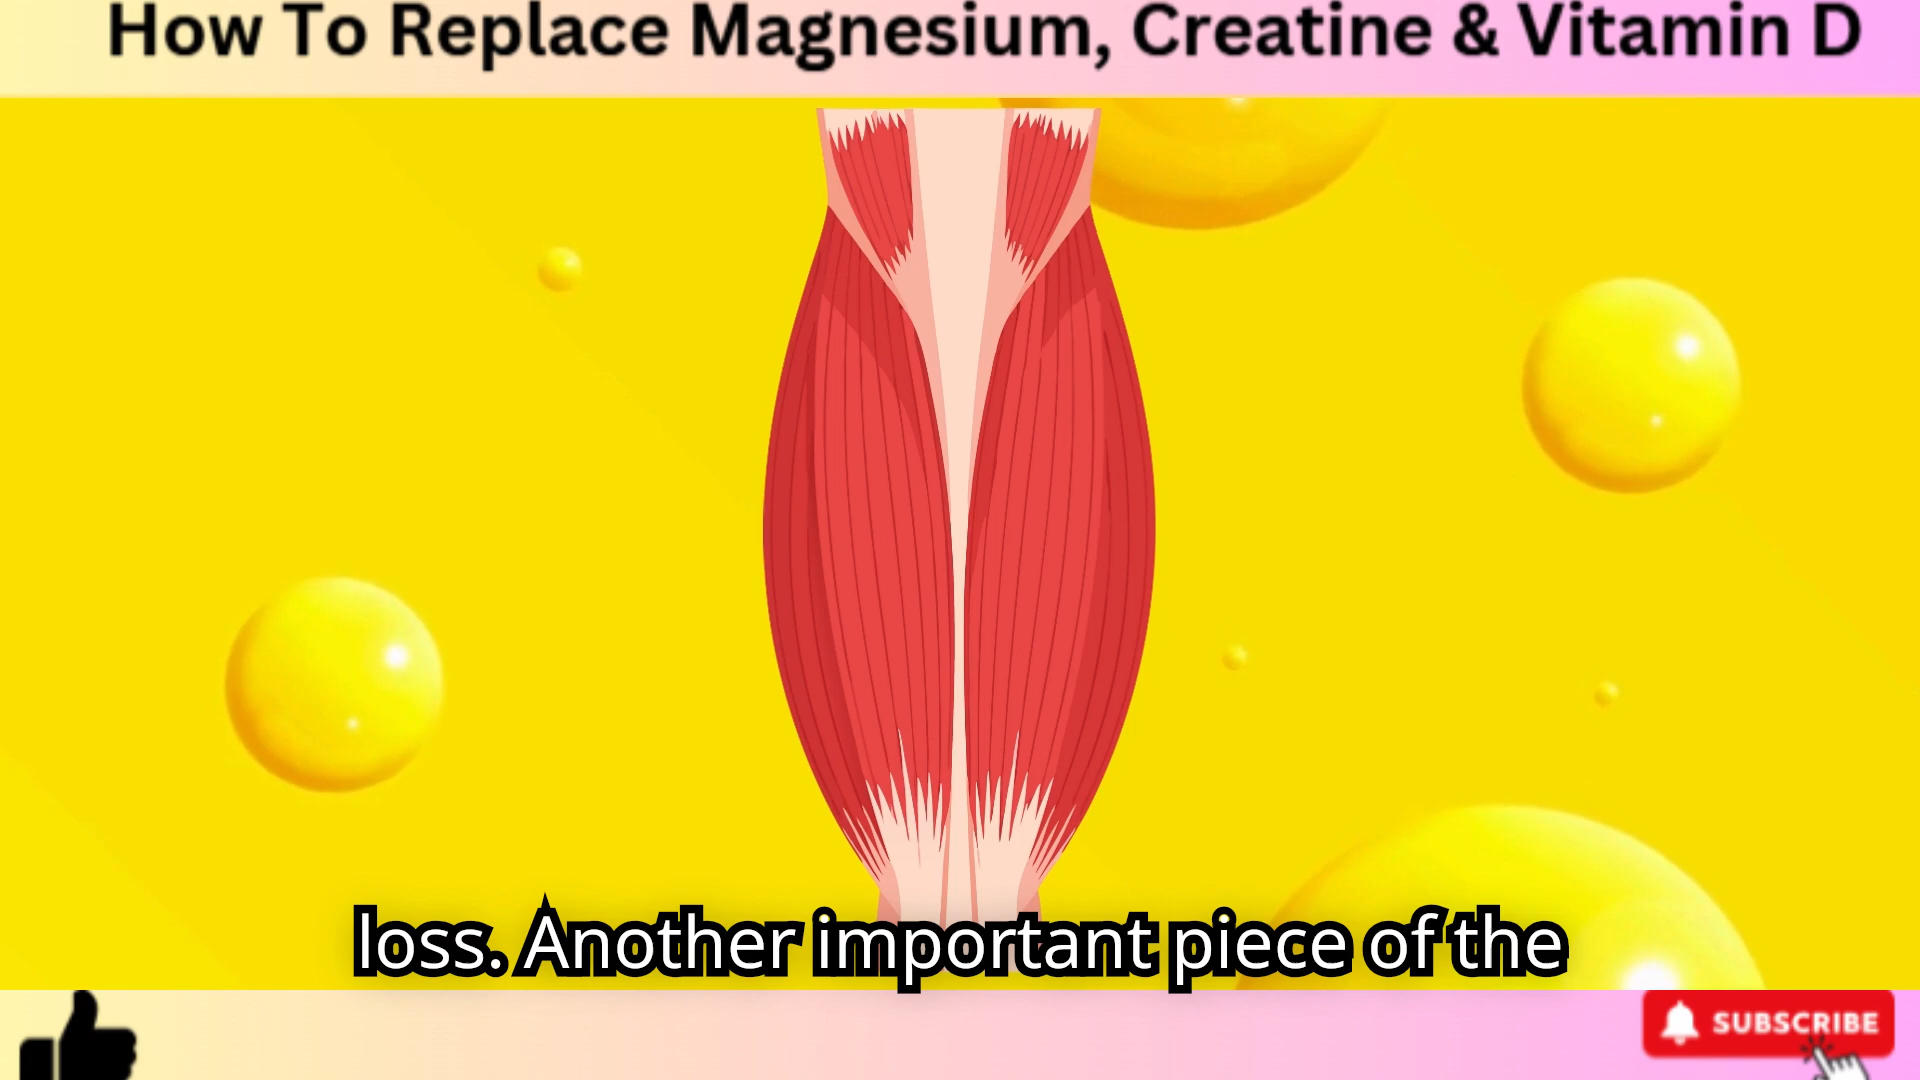 How To Replace Magnesium, Creatine & Vitamin D
loss. Another important piece of the
SUBSCRIBE